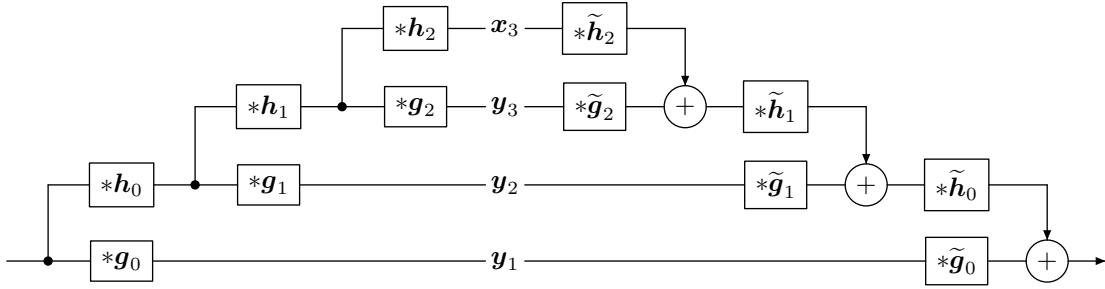 *h₂ x₃ *h̃₂
*h₁ *g₂ y₃ *g̃₂ + *h̃₁
*h₀ *g₁ y₂ *g̃₁ + *h̃₀
*g₀ y₁ *g̃₀ +